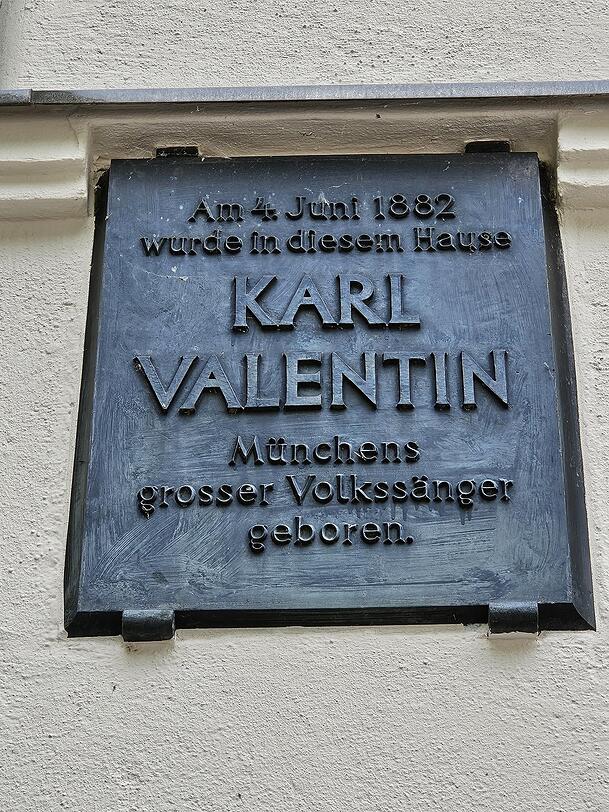 Am 4. Juni 1882
wurde in diesem Hause
KARL
VALENTIN
Münchens
grosser Volkssänger
geboren.